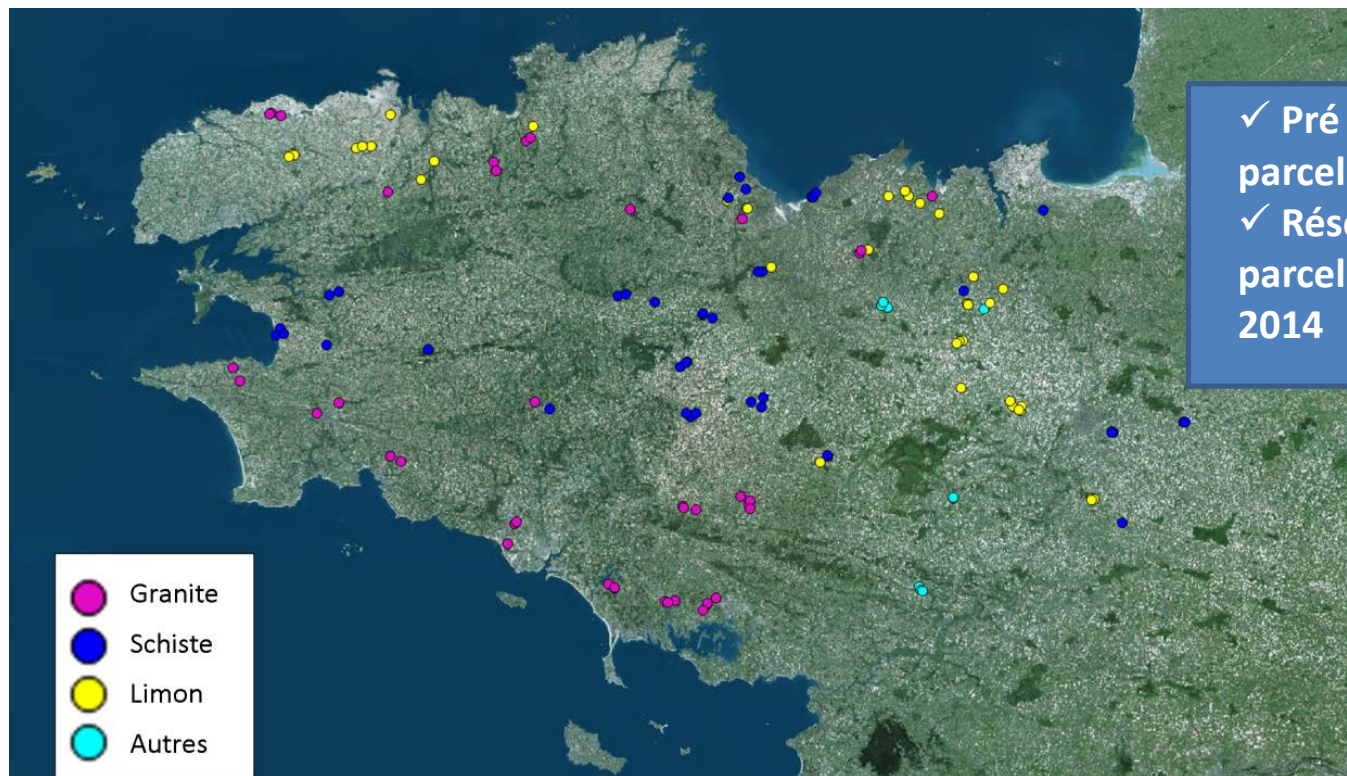 ✓ Pré
parcel
✓ Rés
parcel
2014
Granite
Schiste
Limon
Autres